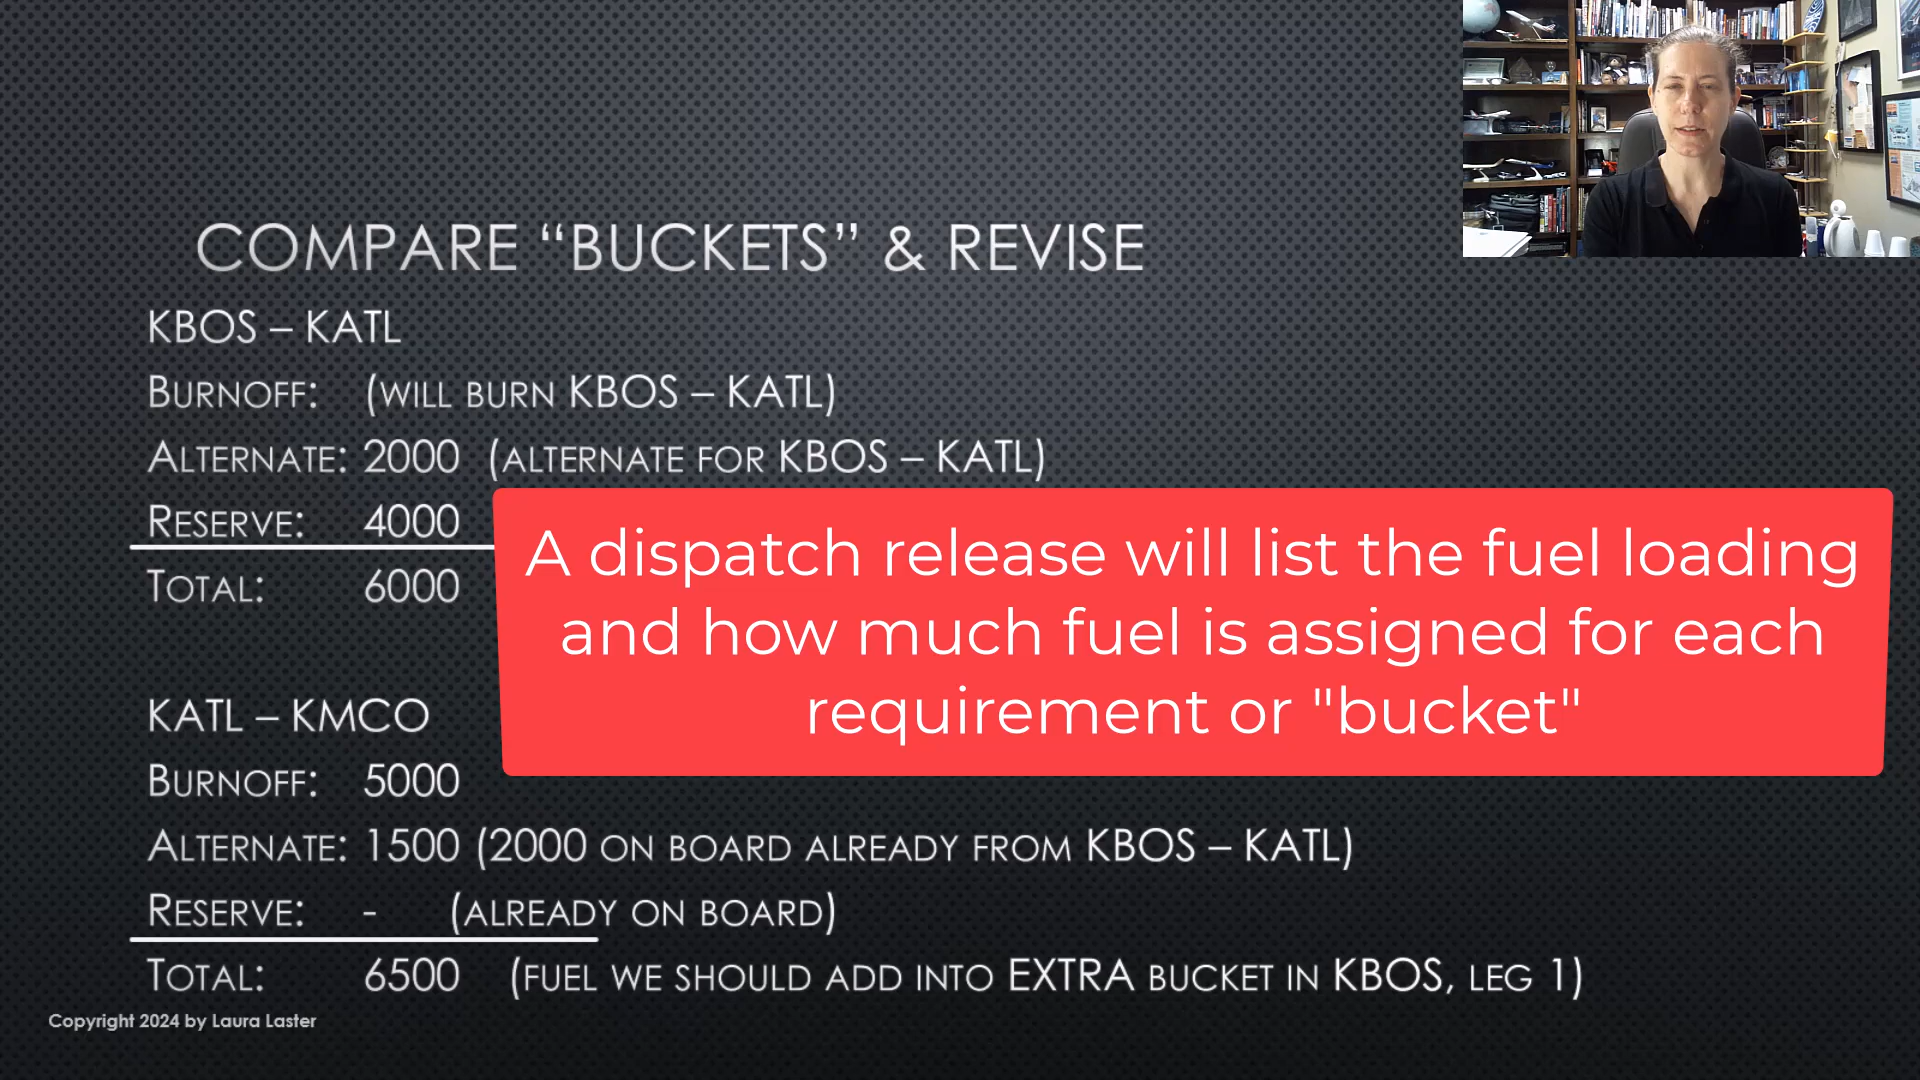 COMPARE “BUCKETS” & REVISE
KBOS – KATL
BURNOFF: (WILL BURN KBOS – KATL)
ALTERNATE: 2000 (ALTERNATE FOR KBOS – KATL)
RESERVE: 4000
TOTAL: 6000
A dispatch release will list the fuel loading
and how much fuel is assigned for each
requirement or "bucket"
KATL – KMCO
BURNOFF: 5000
ALTERNATE: 1500 (2000 ON BOARD ALREADY FROM KBOS – KATL)
RESERVE: - (ALREADY ON BOARD)
TOTAL: 6500 (FUEL WE SHOULD ADD INTO EXTRA BUCKET IN KBOS, LEG 1)
Copyright 2024 by Laura Laster